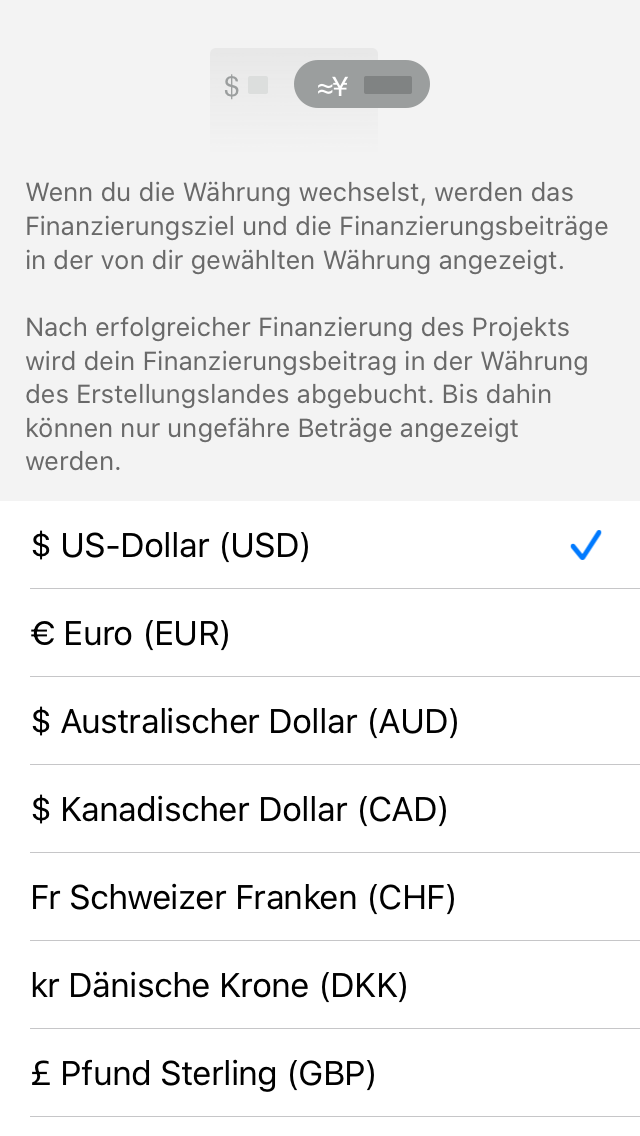 $ ≈¥
Wenn du die Währung wechselst, werden das
Finanzierungsziel und die Finanzierungsbeiträge
in der von dir gewählten Währung angezeigt.
Nach erfolgreicher Finanzierung des Projekts
wird dein Finanzierungsbeitrag in der Währung
des Erstellungslandes abgebucht. Bis dahin
können nur ungefähre Beträge angezeigt
werden.
$ US-Dollar (USD)
€ Euro (EUR)
$ Australischer Dollar (AUD)
$ Kanadischer Dollar (CAD)
Fr Schweizer Franken (CHF)
kr Dänische Krone (DKK)
£ Pfund Sterling (GBP)